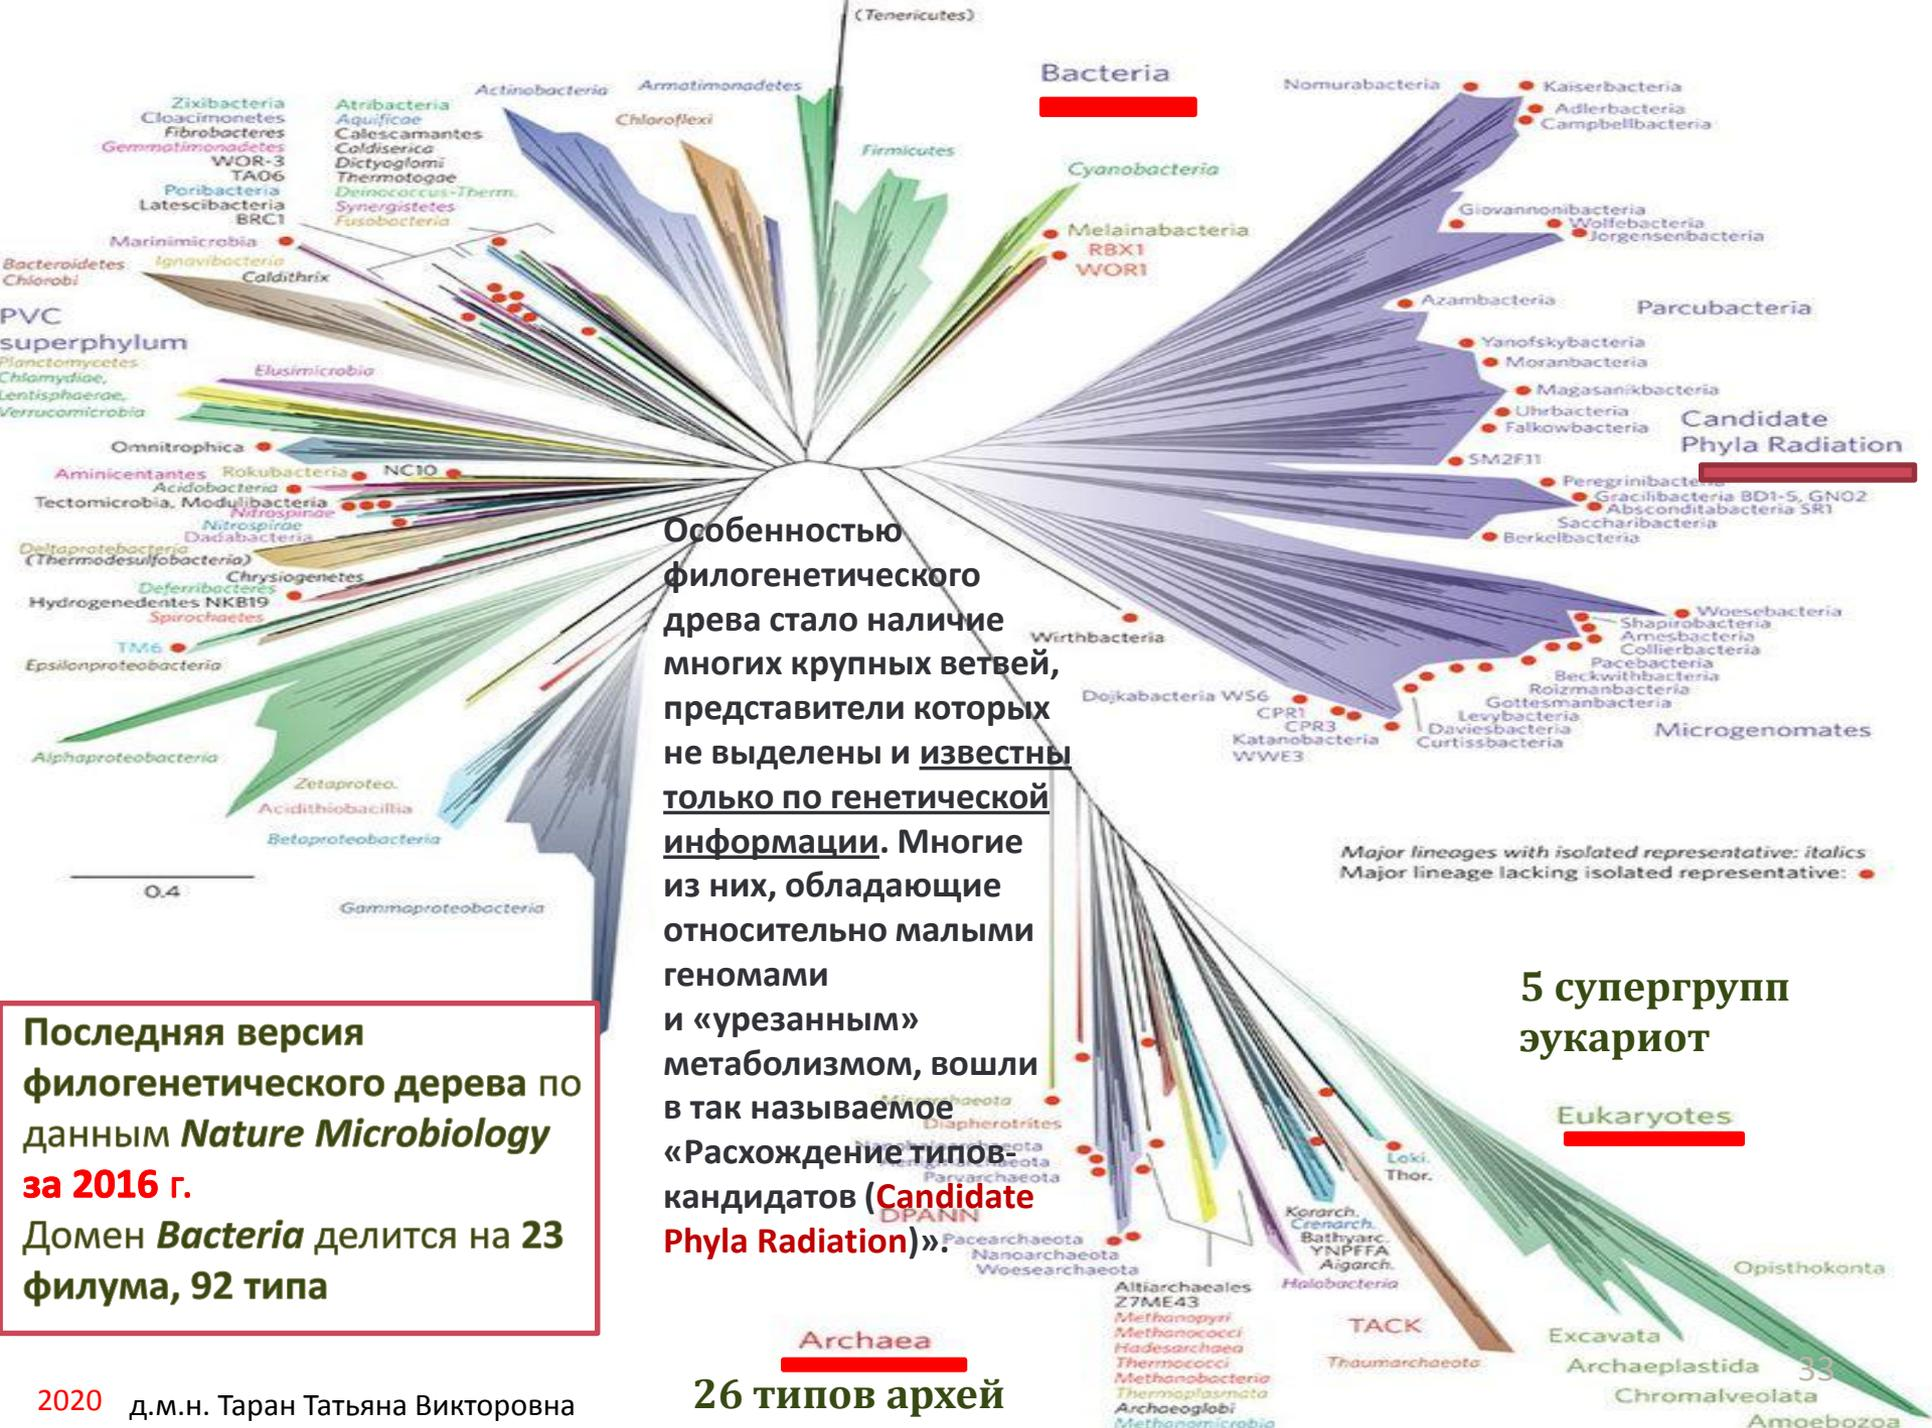 (Tenericutes)
Bacteria
Actinobacteria
Armatimonadetes
Zixibacteria
Cloacimonetes
Fibrobacteres
Gemmatimonadetes
WOR-3
TA06
Poribacteria
Latescibacteria
BRC1
Atribacteria
Aquificae
Calescamantes
Caldiserica
Dictyoglomi
Thermotogae
Deinococcus-Therm.
Synergistetes
Fusobacteria
Chloroflexi
Firmicutes
Cyanobacteria
Melainabacteria
RBX1
WOR1
Nomurabacteria
Kaiserbacteria
Adlerbacteria
Campbellbacteria
Giovannonibacteria
Wolfebacteria
Jorgensenbacteria
Azambacteria
Parcubacteria
Yanofskybacteria
Moranbacteria
Magasanikbacteria
Uhrbacteria
Falkowbacteria
Candidate
Phyla Radiation
SM2F11
Gracilibacteria BD1-5, GN02
Absconditabacteria SR1
Saccharibacteria
Berkelbacteria
Marinimicrobia
Bacteroidetes
Chlorobi
Ignavibacteria
Caldithrix
PVC
superphylum
Planctomycetes
Chlamydiae,
Lentisphaerae,
Verrucomicrobia
Elusimicrobia
Omnitrophica
Aminicentantes
Rokubacteria
NC10
Acidobacteria
Tectomicrobia, Modulibacteria
Nitrospinae
Nitrospirae
Dadabacteria
Deltaprotebacteria
(Thermodesulfobacteria)
Chrysiogenetes
Deferribacteres
Hydrogenedentes NKB19
Spirochaetes
TM6
Epsilonproteobacteria
Alphaproteobacteria
Zetaproteo.
Acidithiobacillia
Betaproteobacteria
Gammaproteobacteria
0.4
Особенностью
филогенетического
древа стало наличие
многих крупных ветвей,
представители которых
не выделены и известны
только по генетической
информации. Многие
из них, обладающие
относительно малыми
геномами
и «урезанным»
метаболизмом, вошли
в так называемое
«Расхождение типов-
кандидатов (Candidate
Phyla Radiation)».
Wirthbacteria
Woesebacteria
Shapirobacteria
Amesbacteria
Collierbacteria
Pacebacteria
Beckwithbacteria
Roizmanbacteria
Gottesmanbacteria
Levybacteria
Daviesbacteria
Curtissbacteria
Microgenomates
Dojkabacteria WS6
CPR1
CPR3
Katanobacteria
WWE3
Major lineages with isolated representative: italics
Major lineage lacking isolated representative:
5 супергрупп
эукариот
Eukaryotes
Последняя версия
филогенетического дерева по
данным Nature Microbiology
за 2016 г.
Домен Bacteria делится на 23
филума, 92 типа
Micrarchaeota
Diapherotrites
Parvarchaeota
DPANN
Pacearchaeota
Nanoarchaeota
Woesearchaeota
Altiarchaeales
Z7ME43
Methanopyri
Methanococci
Hadesarchaea
Thermococci
Methanobacteria
Thermoplasmata
Archaeoglobi
Methanomicrobia
Halobacteria
Loki.
Thor.
Korarch.
Crenarch.
Bathyarc.
YNPFFA
Aigarch.
TACK
Thaumarchaeota
Opisthokonta
Excavata
Archaeplastida
Chromalveolata
Amoebozoa
33
Archaea
26 типов архей
2020 д.м.н. Таран Татьяна Викторовна